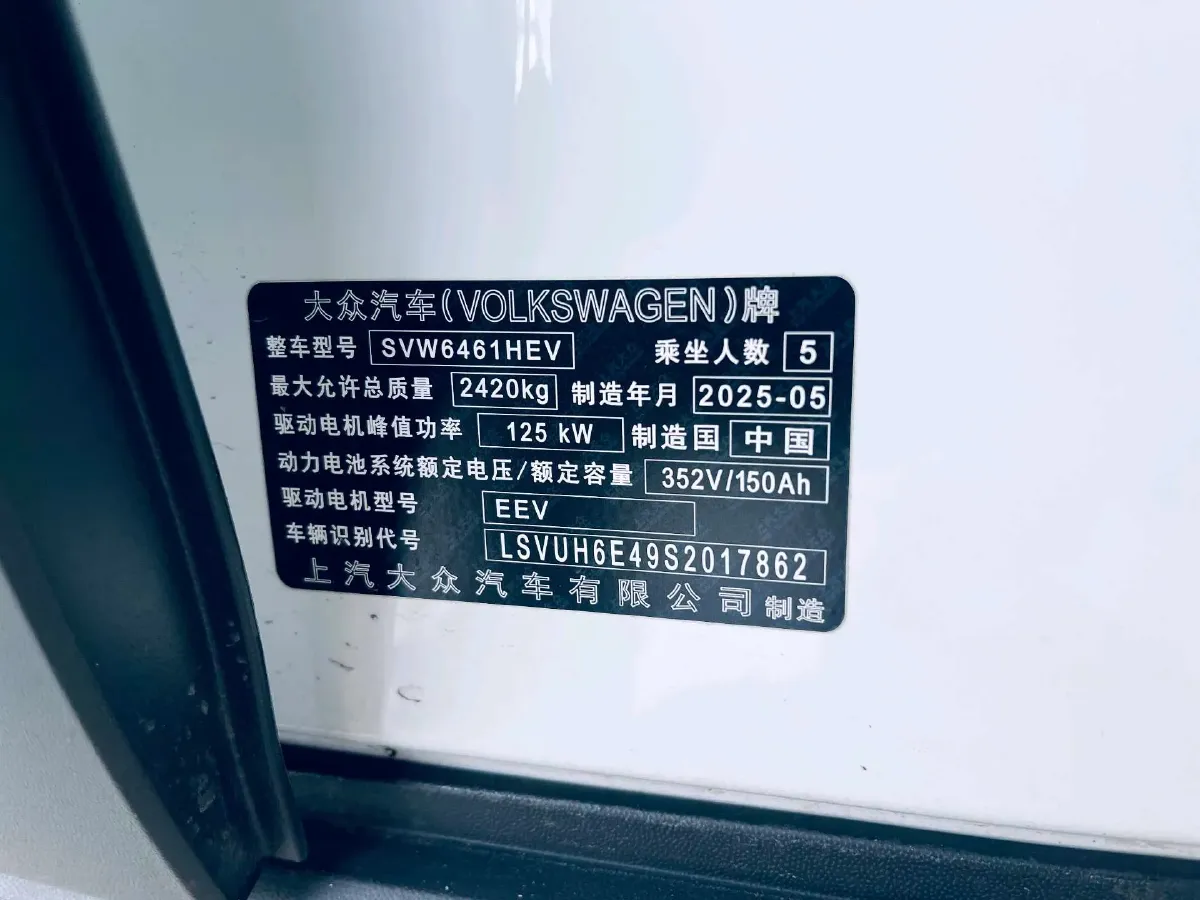 大众汽车(VOLKSWAGEN)牌
整车型号 SVW6461HEV 乘坐人数 5
最大允许总质量 2420kg 制造年月 2025-05
驱动电机峰值功率 125 kW 制造国 中国
动力电池系统额定电压/额定容量 352V/150Ah
驱动电机型号 EEV
车辆识别代号 LSVUH6E49S2017862
上汽大众汽车有限公司 制造